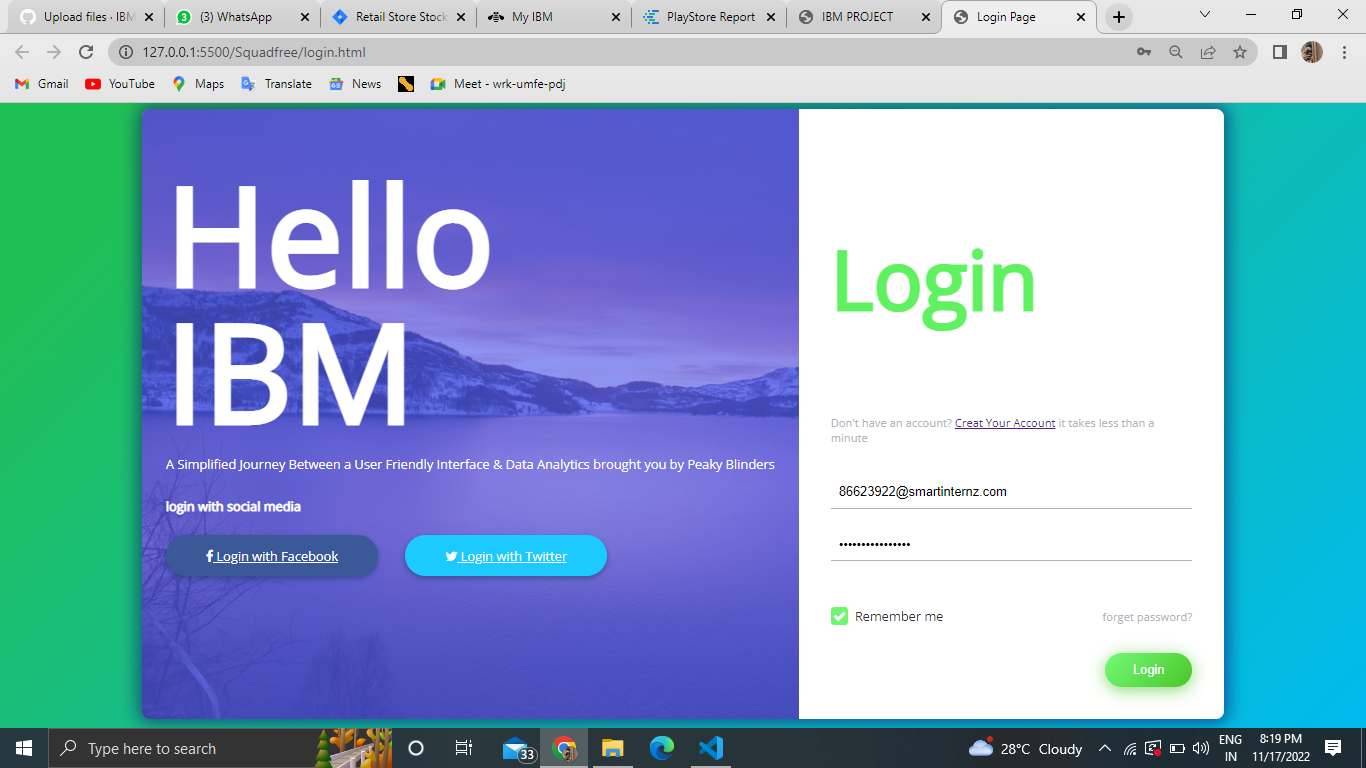 Upload files · IBM
(3) WhatsApp
Retail Store Stock
My IBM
PlayStore Report
IBM PROJECT
Login Page
127.0.0.1:5500/Squadfree/login.html
Gmail
YouTube
Maps
Translate
News
Meet - wrk-umfe-pdj
Hello
IBM
A Simplified Journey Between a User Friendly Interface & Data Analytics brought you by Peaky Blinders
login with social media
Login with Facebook
Login with Twitter
Login
Don't have an account? Creat Your Account it takes less than a
minute
86623922@smartinternz.com
••••••••••••••••
Remember me
forget password?
Login
Type here to search
33
28°C Cloudy
ENG
IN
8:19 PM
11/17/2022